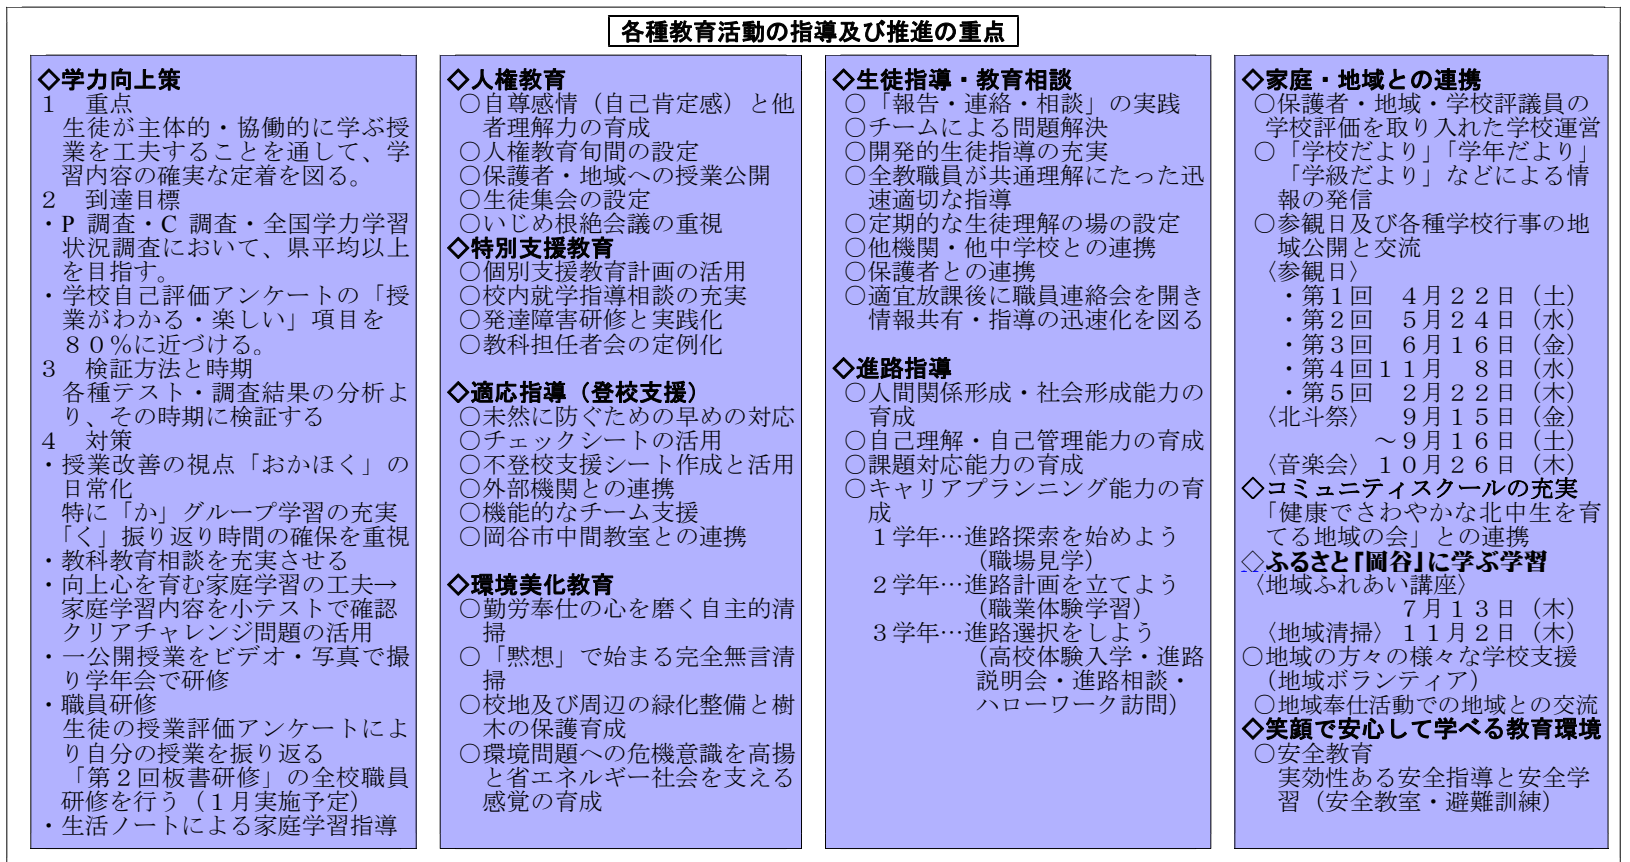 各種教育活動の指導及び推進の重点
◇学力向上策
１　重点
生徒が主体的・協働的に学ぶ授
業を工夫することを通して、学
習内容の確実な定着を図る。
２　到達目標
・P 調査・C 調査・全国学力学習
状況調査において、県平均以上
を目指す。
・学校自己評価アンケートの「授
業がわかる・楽しい」項目を
８０％に近づける。
３　検証方法と時期
各種テスト・調査結果の分析よ
り、その時期に検証する
４　対策
・授業改善の視点「おかほく」の
日常化
特に「か」グループ学習の充実
「く」振り返り時間の確保を重視
・教科教育相談を充実させる
・向上心を育む家庭学習の工夫→
家庭学習内容を小テストで確認
クリアチャレンジ問題の活用
・一公開授業をビデオ・写真で撮
り学年会で研修
・職員研修
生徒の授業評価アンケートによ
り自分の授業を振り返る
「第２回板書研修」の全校職員
研修を行う（１月実施予定）
・生活ノートによる家庭学習指導
◇人権教育
○自尊感情（自己肯定感）と他
者理解力の育成
○人権教育旬間の設定
○保護者・地域への授業公開
○生徒集会の設定
○いじめ根絶会議の重視
◇特別支援教育
○個別支援教育計画の活用
○校内就学指導相談の充実
○発達障害研修と実践化
○教科担任者会の定例化
◇適応指導（登校支援）
○未然に防ぐための早めの対応
○チェックシートの活用
○不登校支援シート作成と活用
○外部機関との連携
○機能的なチーム支援
○岡谷市中間教室との連携
◇環境美化教育
○勤労奉仕の心を磨く自主的清
掃
○「黙想」で始まる完全無言清
掃
○校地及び周辺の緑化整備と樹
木の保護育成
○環境問題への危機意識を高揚
と省エネルギー社会を支える
感覚の育成
◇生徒指導・教育相談
○「報告・連絡・相談」の実践
○チームによる問題解決
○開発的生徒指導の充実
○全教職員が共通理解にたった迅
速適切な指導
○定期的な生徒理解の場の設定
○他機関・他中学校との連携
○保護者との連携
○適宜放課後に職員連絡会を開き
情報共有・指導の迅速化を図る
◇進路指導
○人間関係形成・社会形成能力の
育成
○自己理解・自己管理能力の育成
○課題対応能力の育成
○キャリアプランニング能力の育
成
１学年…進路探索を始めよう
（職場見学）
２学年…進路計画を立てよう
（職業体験学習）
３学年…進路選択をしよう
（高校体験入学・進路
説明会・進路相談・
ハローワーク訪問）
◇家庭・地域との連携
○保護者・地域・学校評議員の
学校評価を取り入れた学校運営
○「学校だより」「学年だより」
「学級だより」などによる情
報の発信
○参観日及び各種学校行事の地
域公開と交流
〈参観日〉
・第１回　４月２２日（土）
・第２回　５月２４日（水）
・第３回　６月１６日（金）
・第４回１１月　８日（水）
・第５回　２月２２日（木）
〈北斗祭〉　９月１５日（金）
～９月１６日（土）
〈音楽会〉１０月２６日（木）
◇コミュニティスクールの充実
「健康でさわやかな北中生を育
てる地域の会」との連携
◇ふるさと「岡谷」に学ぶ学習
〈地域ふれあい講座〉
７月１３日（木）
〈地域清掃〉１１月２日（木）
○地域の方々の様々な学校支援
（地域ボランティア）
○地域奉仕活動での地域との交流
◇笑顔で安心して学べる教育環境
○安全教育
実効性ある安全指導と安全学
習（安全教室・避難訓練）